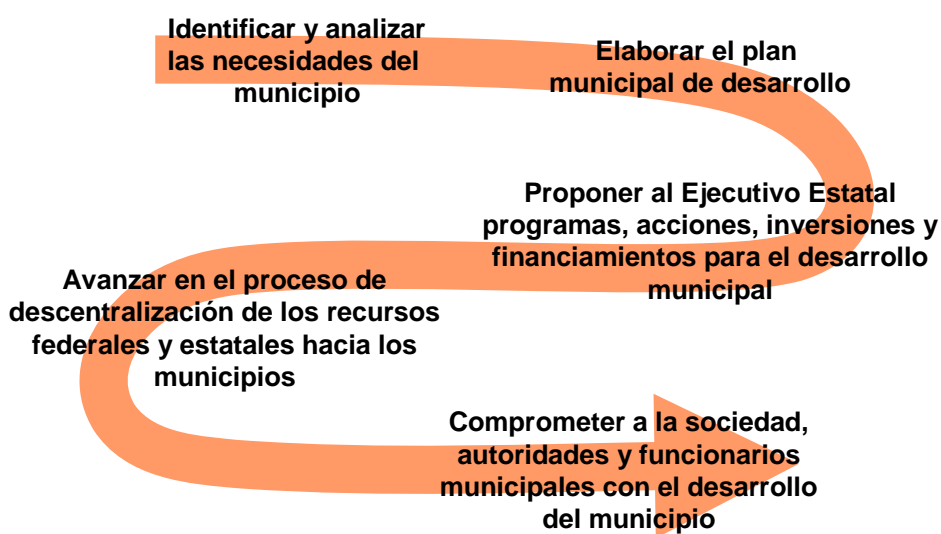 Identificar y analizar
las necesidades del
municipio
Elaborar el plan
municipal de desarrollo
Proponer al Ejecutivo Estatal
programas, acciones, inversiones y
financiamientos para el desarrollo
municipal
Avanzar en el proceso de
descentralización de los recursos
federales y estatales hacia los
municipios
Comprometer a la sociedad,
autoridades y funcionarios
municipales con el desarrollo
del municipio